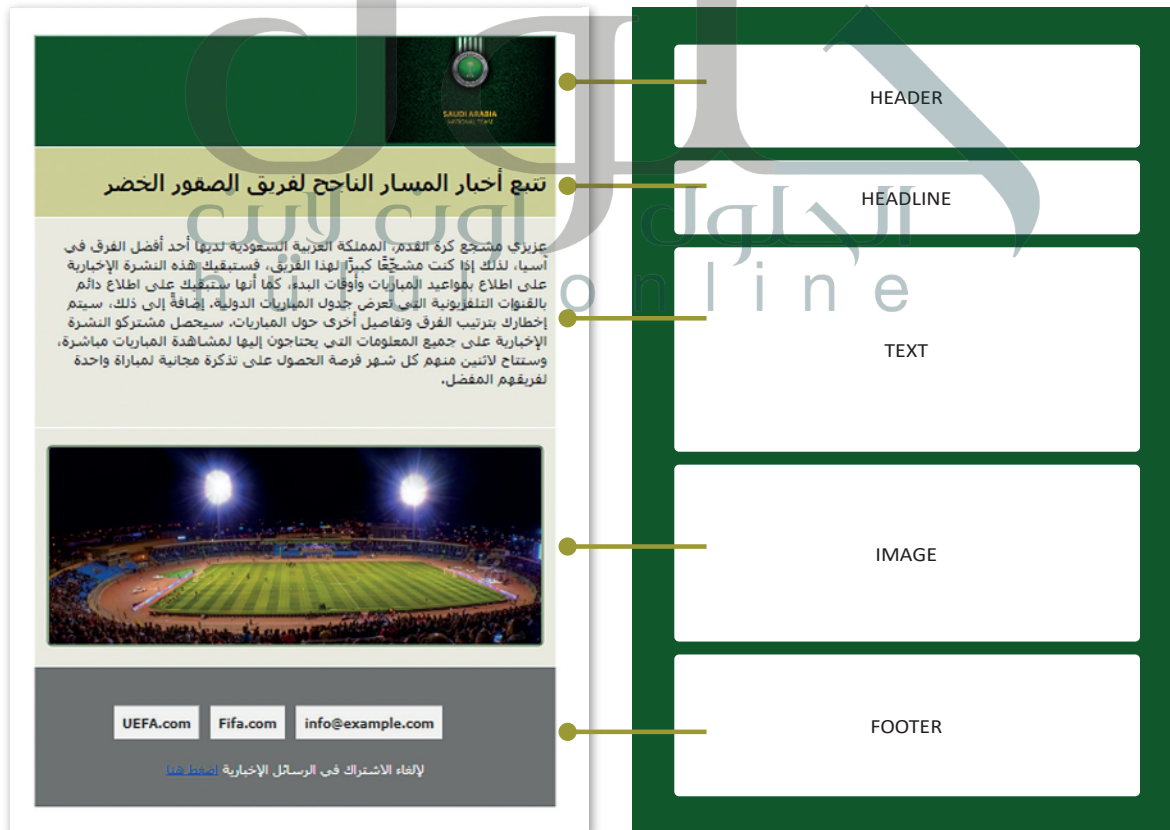 SAUDI ARABIA
NATIONAL TEAM
تتبع أخبار المسار الناجح لفريق الصقور الخضر
عزيزي مشجع كرة القدم، المملكة العربية السعودية لديها أحد أفضل الفرق في
آسيا، لذلك إذا كنت مشجّعًا كبيرًا لهذا الفريق، فستبقيك هذه النشرة الإخبارية
على اطلاع بمواعيد المباريات وأوقات البدء، كما أنها ستبقيك على اطلاع دائم
بالقنوات التلفزيونية التي تعرض جدول المباريات الدولية. إضافةً إلى ذلك، سيتم
إخطارك بترتيب الفرق وتفاصيل أخرى حول المباريات. سيحصل مشتركو النشرة
الإخبارية على جميع المعلومات التي يحتاجون إليها لمشاهدة المباريات مباشرة،
وستتاح لاثنين منهم كل شهر فرصة الحصول على تذكرة مجانية لمباراة واحدة
لفريقهم المفضل.
UEFA.com
Fifa.com
info@example.com
لإلغاء الاشتراك في الرسائل الإخبارية اضغط هنا
HEADER
HEADLINE
TEXT
IMAGE
FOOTER
الحلول اون لاين
hulul online